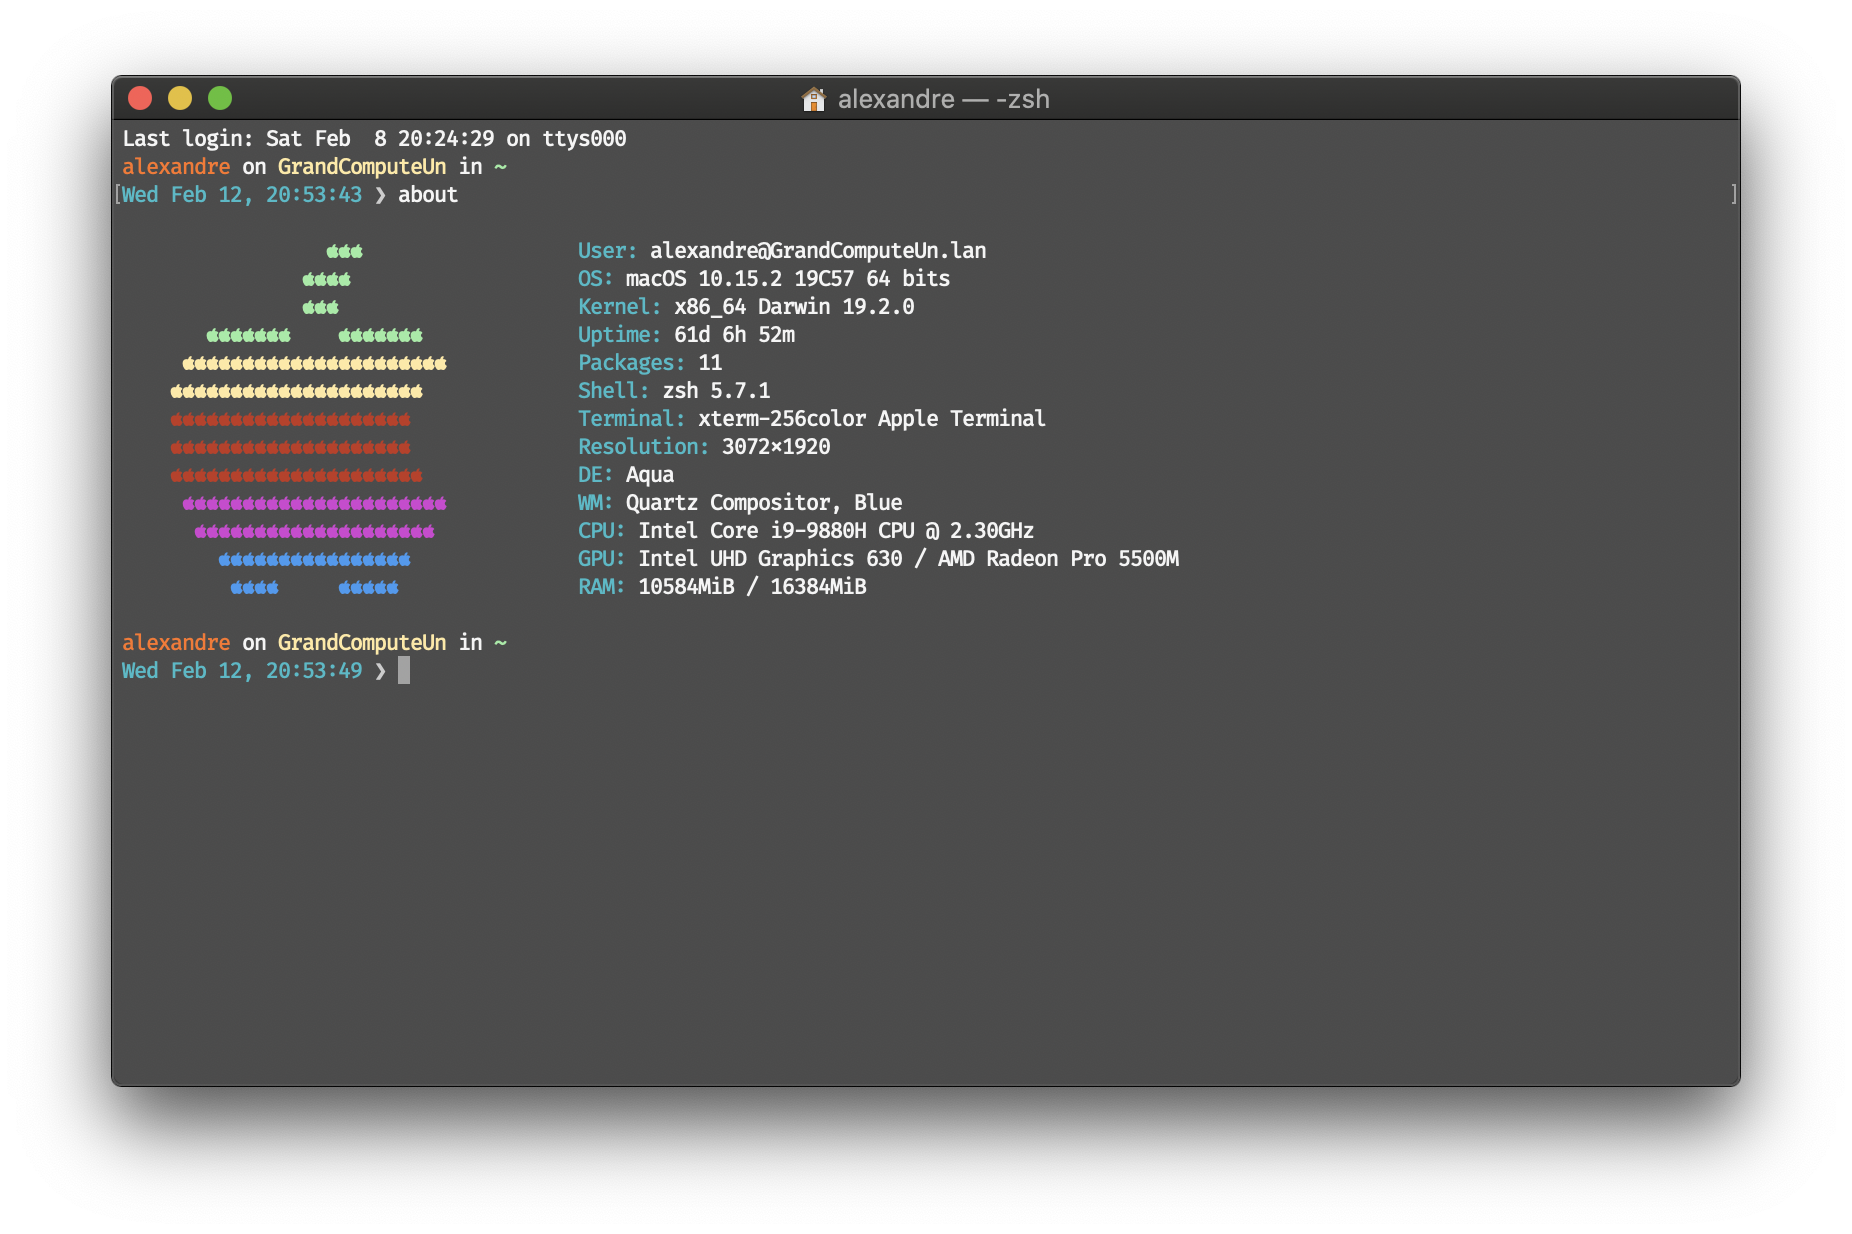 alexandre — -zsh
Last login: Sat Feb  8 20:24:29 on ttys000
alexandre on GrandComputeUn in ~
[Wed Feb 12, 20:53:43 ❯ about ]
User: alexandre@GrandComputeUn.lan
OS: macOS 10.15.2 19C57 64 bits
Kernel: x86_64 Darwin 19.2.0
Uptime: 61d 6h 52m
Packages: 11
Shell: zsh 5.7.1
Terminal: xterm-256color Apple Terminal
Resolution: 3072×1920
DE: Aqua
WM: Quartz Compositor, Blue
CPU: Intel Core i9-9880H CPU @ 2.30GHz
GPU: Intel UHD Graphics 630 / AMD Radeon Pro 5500M
RAM: 10584MiB / 16384MiB
alexandre on GrandComputeUn in ~
Wed Feb 12, 20:53:49 ❯